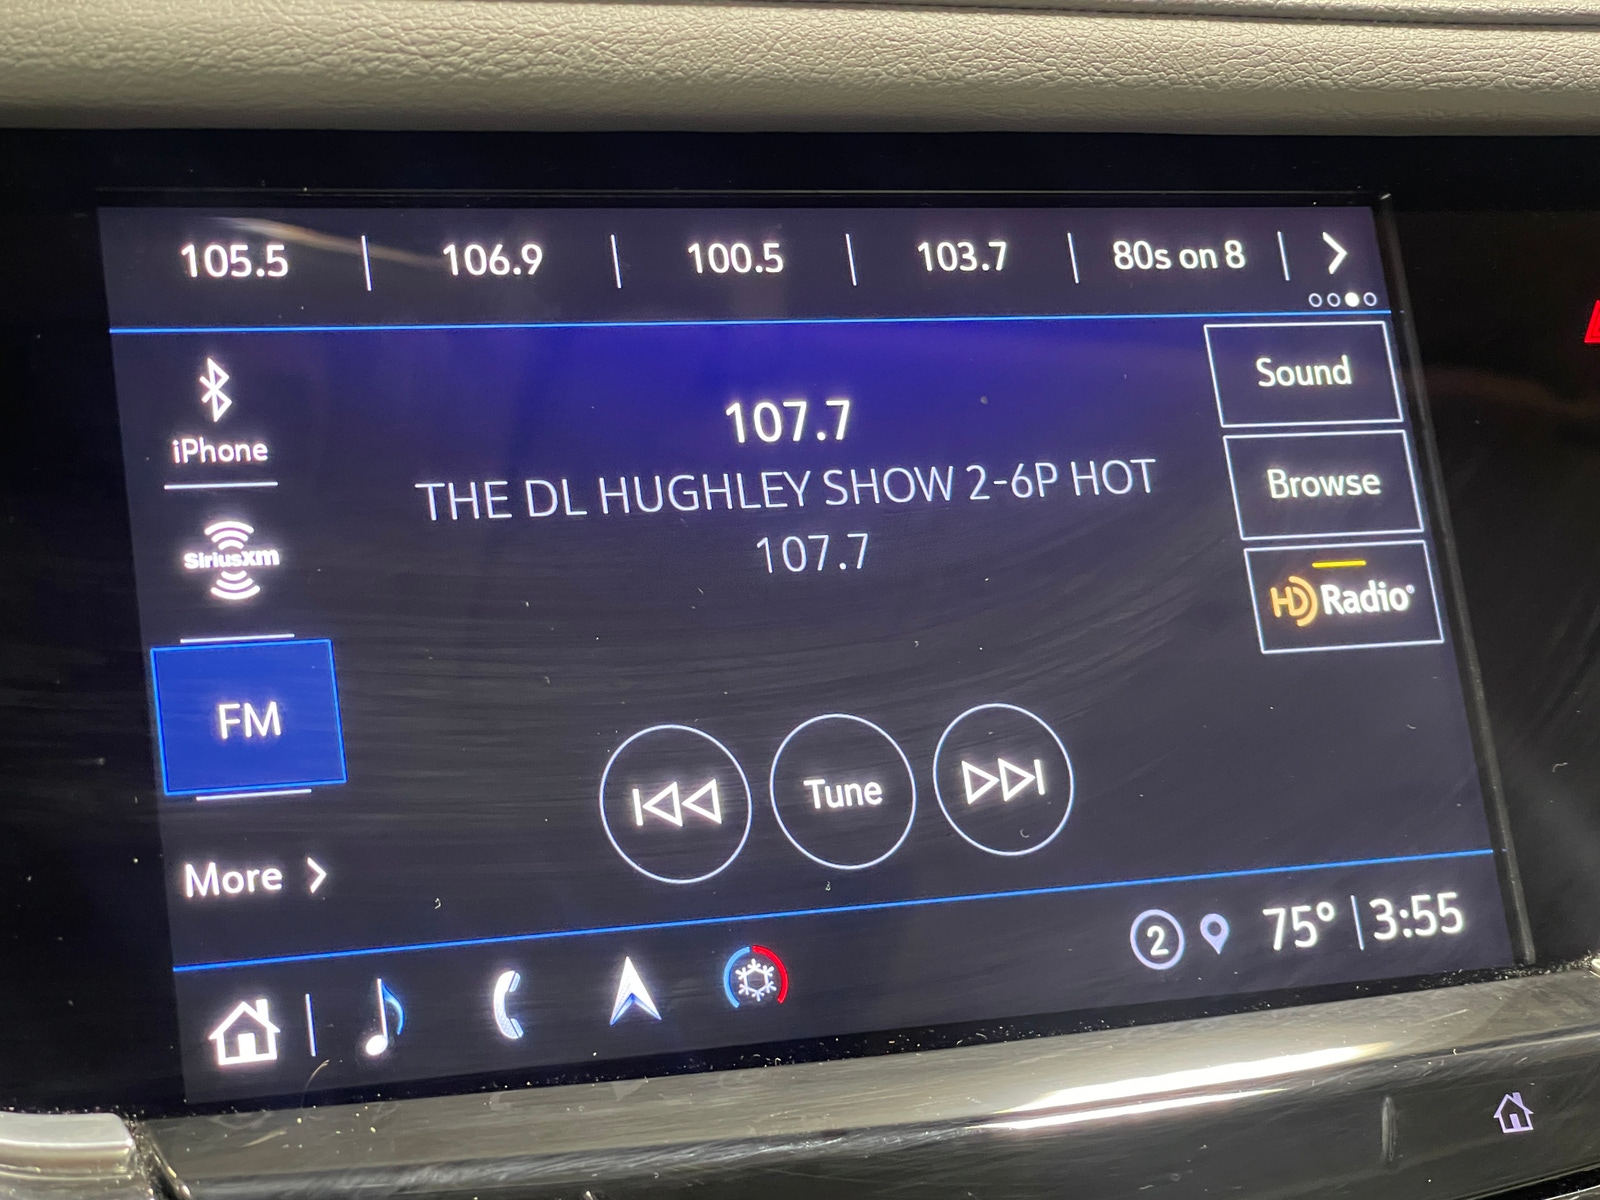 105.5 | 106.9 | 100.5 | 103.7 | 80s on 8
iPhone
107.7
THE DL HUGHLEY SHOW 2-6P HOT
107.7
Sound
Browse
HD Radio®
SiriusXm
FM
Tune
More
2 75° | 3:55